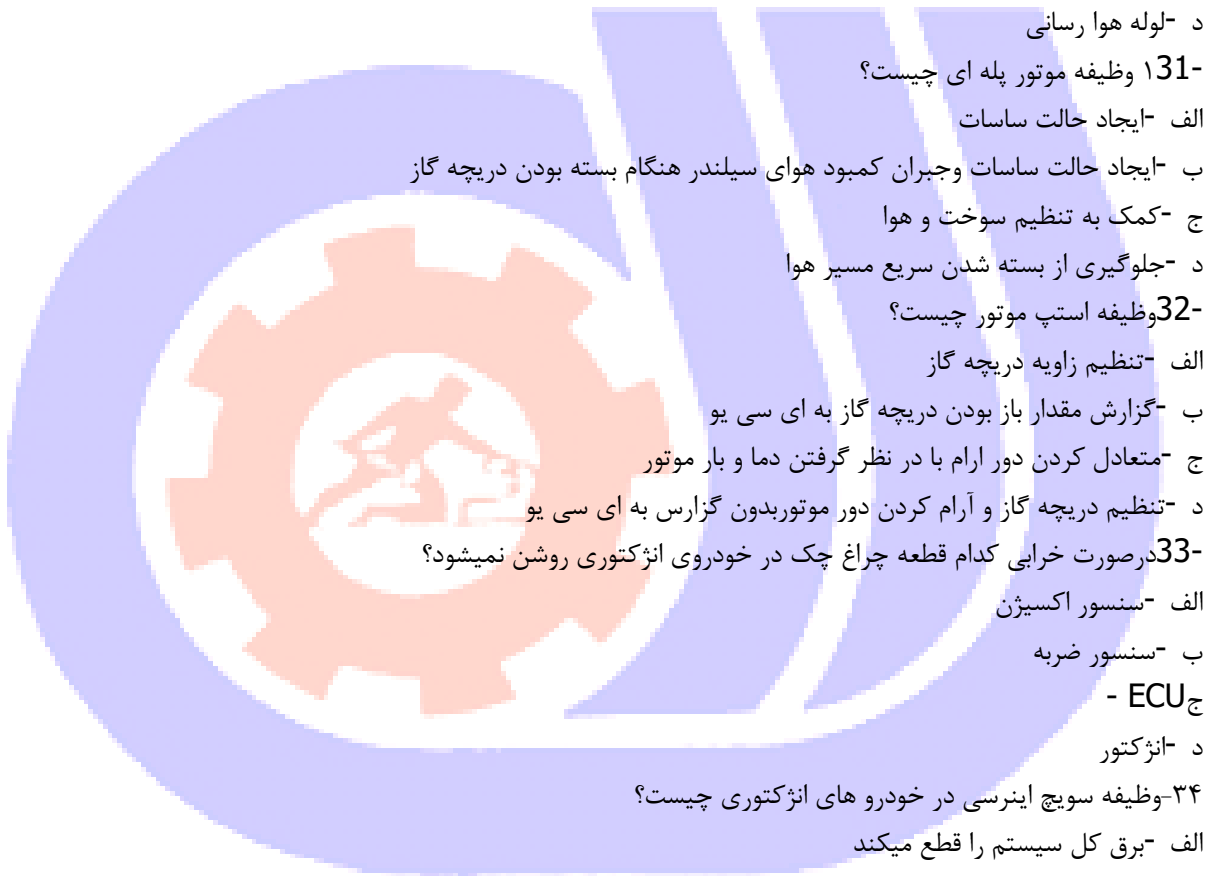 د -لوله هوا رسانی
-۱31 وظیفه موتور پله ای چیست؟
الف -ایجاد حالت ساسات
ب -ایجاد حالت ساسات وجبران کمبود هوای سیلندر هنگام بسته بودن دریچه گاز
ج -کمک به تنظیم سوخت و هوا
د -جلوگیری از بسته شدن سریع مسیر هوا
-32وظیفه استپ موتور چیست؟
الف -تنظیم زاویه دریچه گاز
ب -گزارش مقدار باز بودن دریچه گاز به ای سی یو
ج -متعادل کردن دور ارام با در نظر گرفتن دما و بار موتور
د -تنظیم دریچه گاز و آرام کردن دور موتوربدون گزارس به ای سی یو
-33درصورت خرابی کدام قطعه چراغ چک در خودروی انژکتوری روشن نمیشود؟
الف -سنسور اکسیژن
ب -سنسور ضربه
جECU -
د -انژکتور
۳۴-وظیفه سویچ اینرسی در خودرو های انژکتوری چیست؟
الف -برق کل سیستم را قطع میکند